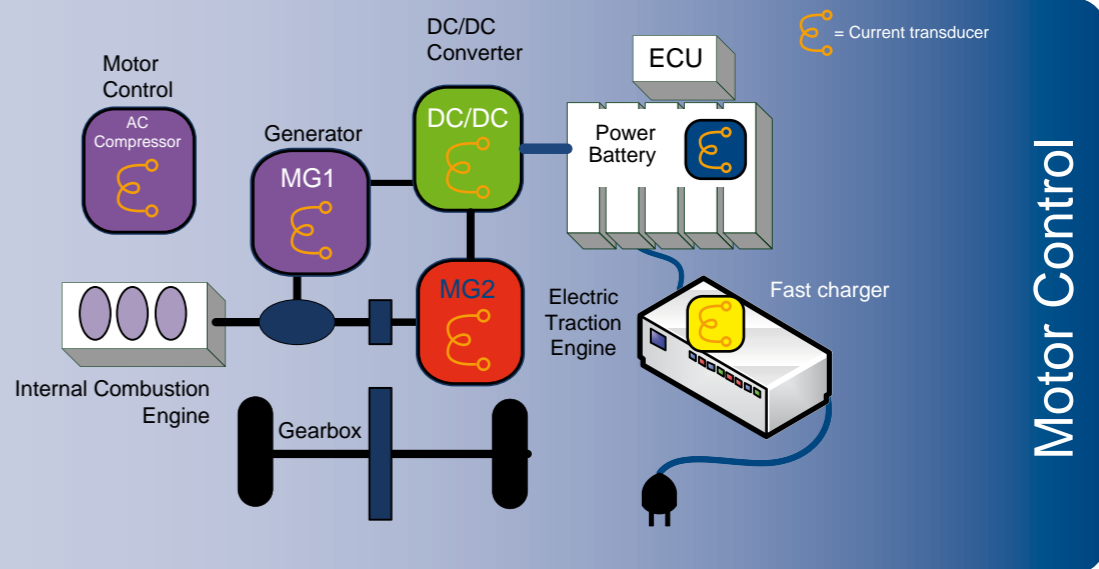 DC/DC
Converter
= Current transducer
Motor
Control
ECU
AC
Compressor
Generator
DC/DC
Power
Battery
MG1
MG2
Electric
Traction
Engine
Fast charger
Internal Combustion
Engine
Gearbox
Motor Control